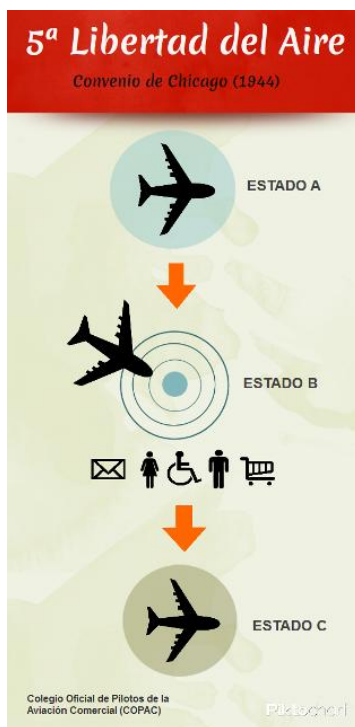 5ª Libertad del Aire
Convenio de Chicago (1944)
ESTADO A
ESTADO B
ESTADO C
Colegio Oficial de Pilotos de la
Aviación Comercial (COPAC)
Piktochart